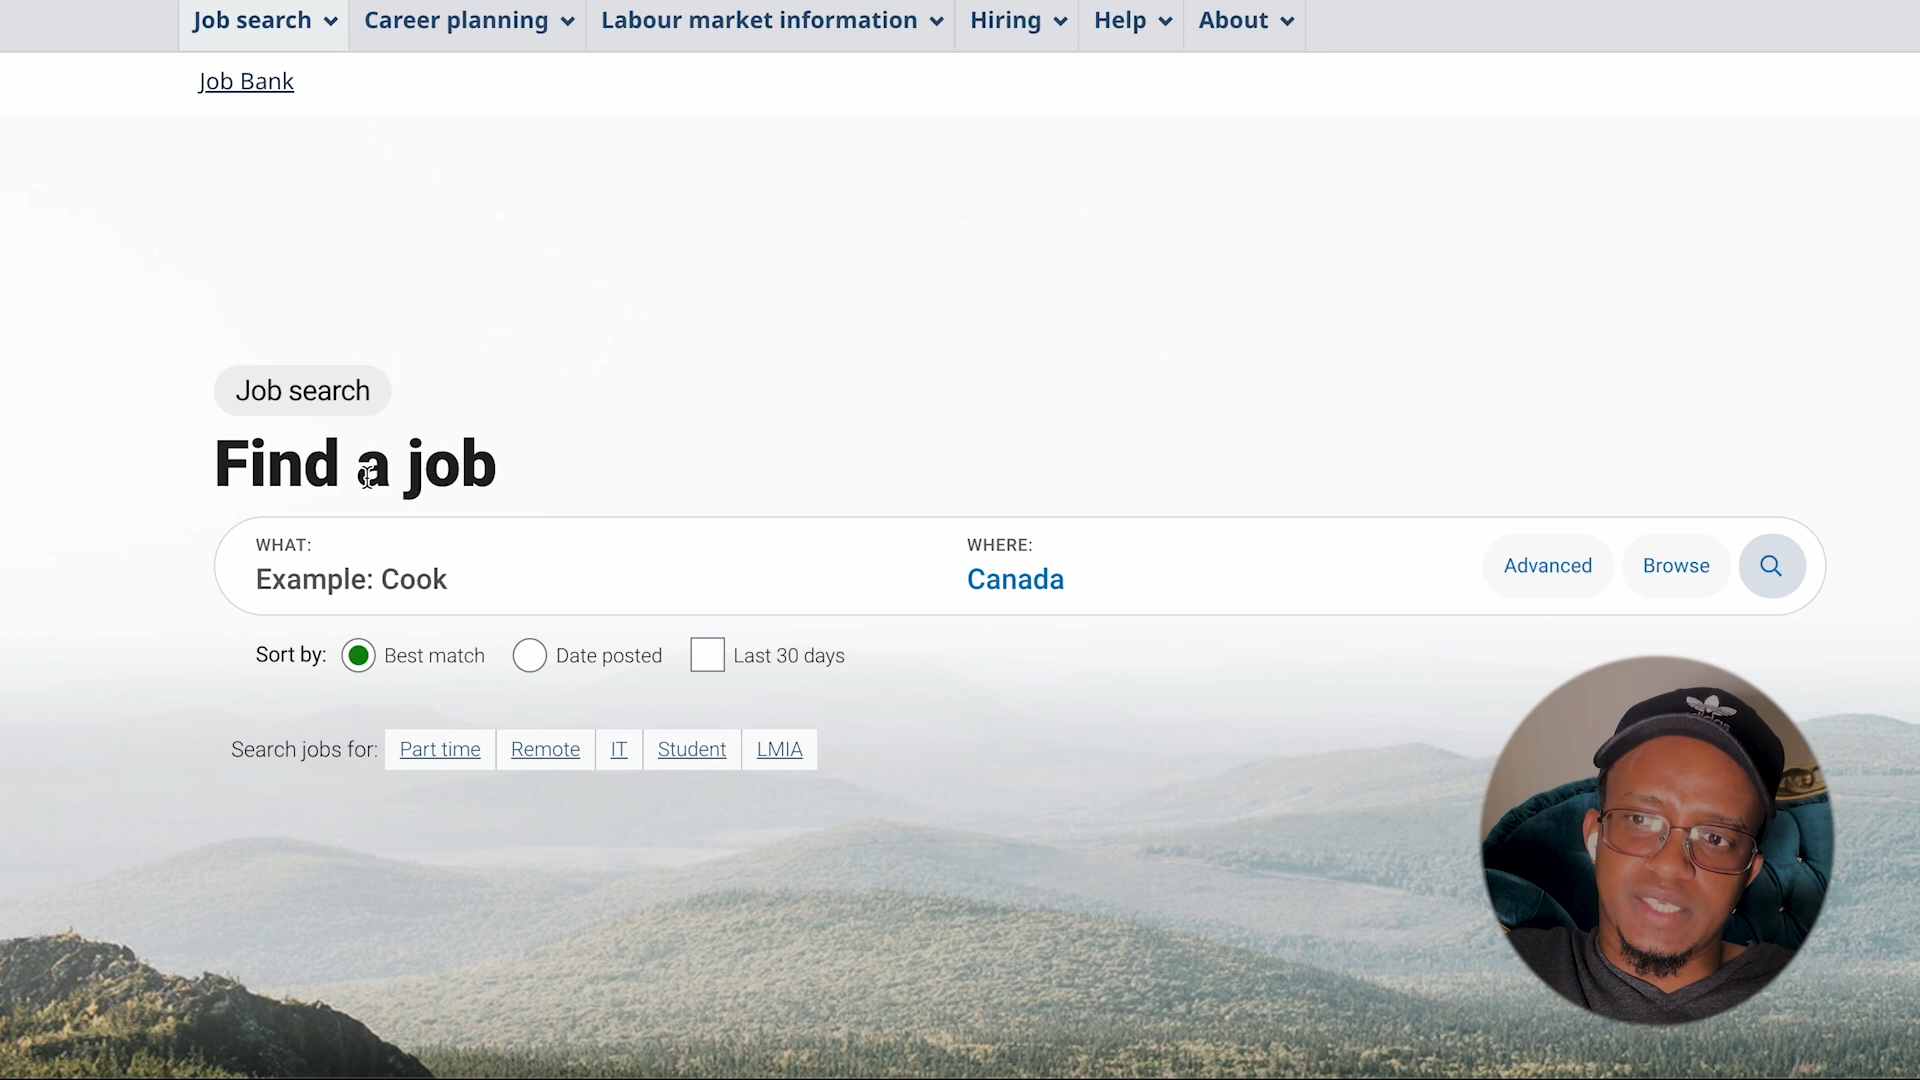 Job search Career planning Labour market information Hiring Help About
Job Bank
Job search
Find a job
WHAT: WHERE:
Example: Cook Canada Advanced Browse
Sort by: Best match Date posted Last 30 days
Search jobs for: Part time Remote IT Student LMIA
adidas